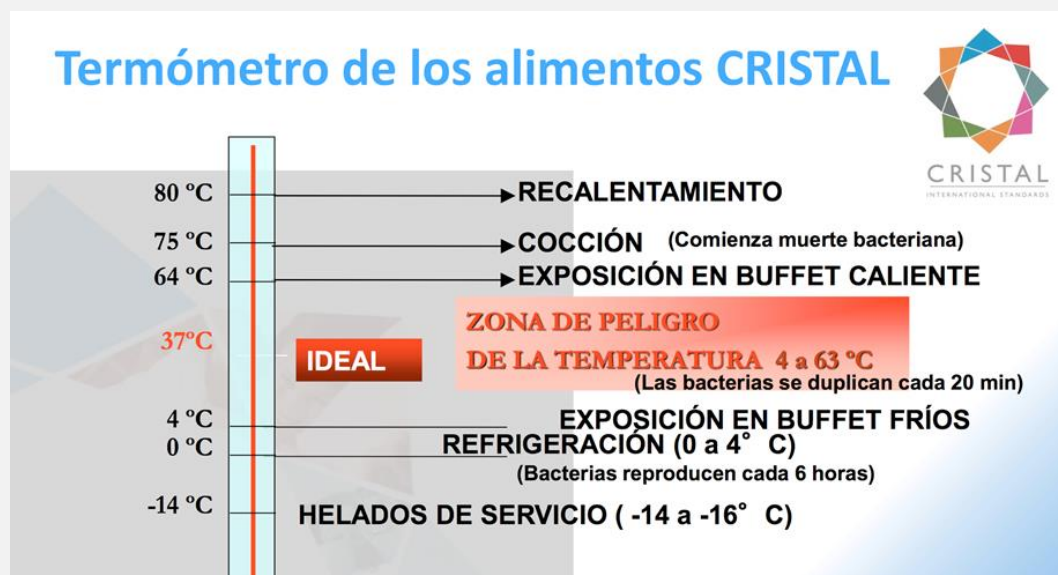 Termómetro de los alimentos CRISTAL
CRISTAL
INTERNATIONAL STANDARDS
80 ºC RECALENTAMIENTO
75 ºC COCCIÓN (Comienza muerte bacteriana)
64 ºC EXPOSICIÓN EN BUFFET CALIENTE
ZONA DE PELIGRO
37ºC IDEAL DE LA TEMPERATURA 4 a 63 ºC
(Las bacterias se duplican cada 20 min)
4 ºC EXPOSICIÓN EN BUFFET FRÍOS
0 ºC REFRIGERACIÓN (0 a 4° C)
(Bacterias reproducen cada 6 horas)
-14 ºC HELADOS DE SERVICIO ( -14 a -16° C)